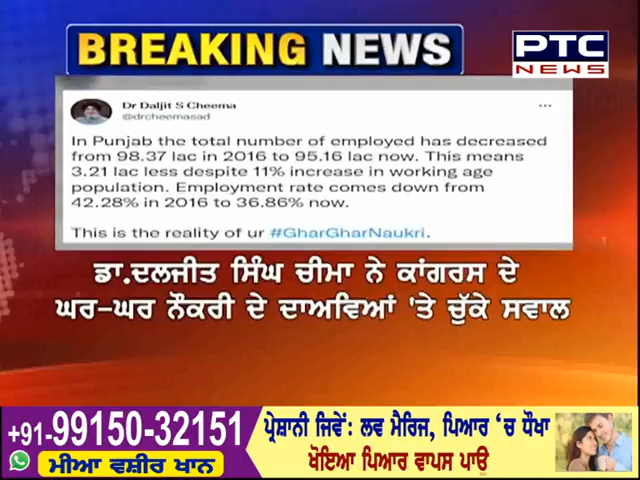 BREAKING NEWS
PTC
NEWS
Dr Daljit S Cheema
@drcheemasad
In Punjab the total number of employed has decreased
from 98.37 lac in 2016 to 95.16 lac now. This means
3.21 lac less despite 11% increase in working age
population. Employment rate comes down from
42.28% in 2016 to 36.86% now.
This is the reality of ur #GharGharNaukri.
ਡਾ.ਦਲਜੀਤ ਸਿੰਘ ਚੀਮਾ ਨੇ ਕਾਂਗਰਸ ਦੇ
ਘਰ-ਘਰ ਨੌਕਰੀ ਦੇ ਦਾਅਵਿਆਂ 'ਤੇ ਚੁੱਕੇ ਸਵਾਲ
+91-99150-32151
ਮੀਆ ਵਸ਼ੀਰ ਖਾਨ
ਪ੍ਰੇਸ਼ਾਨੀ ਜਿਵੇਂ: ਲਵ ਮੈਰਿਜ, ਪਿਆਰ 'ਚ ਧੌਖਾ
ਖੋਇਆ ਪਿਆਰ ਵਾਪਸ ਪਾਉ